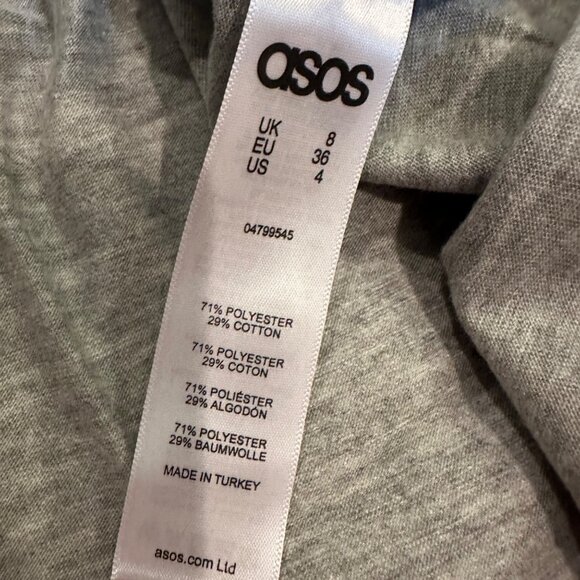 asos
UK 8
EU 36
US 4
04799545
71% POLYESTER
29% COTTON
71% POLYESTER
29% COTON
71% POLIÉSTER
29% ALGODÓN
71% POLYESTER
29% BAUMWOLLE
MADE IN TURKEY
asos.com Ltd